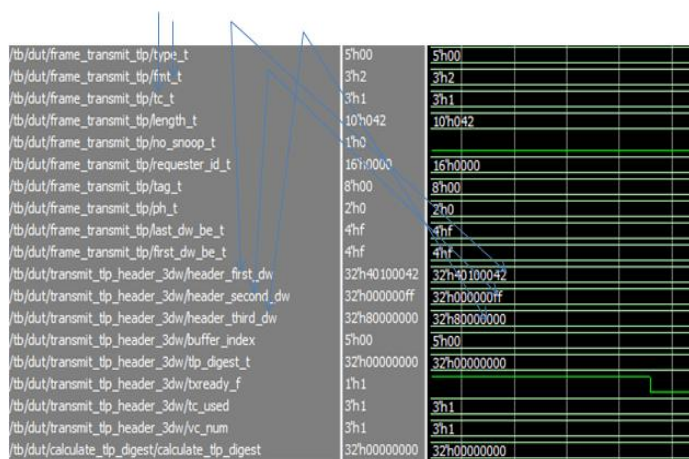 /tb/dut/frame_transmit_tlp/type_t 5'h00 5'h00
/tb/dut/frame_transmit_tlp/fmt_t 3'h2 3'h2
/tb/dut/frame_transmit_tlp/tc_t 3'h1 3'h1
/tb/dut/frame_transmit_tlp/length_t 10'h042 10'h042
/tb/dut/frame_transmit_tlp/no_snoop_t 1'h0
/tb/dut/frame_transmit_tlp/requester_id_t 16'h0000 16'h0000
/tb/dut/frame_transmit_tlp/tag_t 8'h00 8'h00
/tb/dut/frame_transmit_tlp/ph_t 2'h0 2'h0
/tb/dut/frame_transmit_tlp/last_dw_be_t 4'hf 4'hf
/tb/dut/frame_transmit_tlp/first_dw_be_t 4'hf 4'hf
/tb/dut/transmit_tlp_header_3dw/header_first_dw 32'h40100042 32'h40100042
/tb/dut/transmit_tlp_header_3dw/header_second_dw 32'h000000ff 32'h000000ff
/tb/dut/transmit_tlp_header_3dw/header_third_dw 32'h80000000 32'h80000000
/tb/dut/transmit_tlp_header_3dw/buffer_index 5'h00 5'h00
/tb/dut/transmit_tlp_header_3dw/tlp_digest_t 32'h00000000 32'h00000000
/tb/dut/transmit_tlp_header_3dw/txready_f 1'h1
/tb/dut/transmit_tlp_header_3dw/tc_used 3'h1 3'h1
/tb/dut/transmit_tlp_header_3dw/vc_num 3'h1 3'h1
/tb/dut/calculate_tlp_digest/calculate_tlp_digest 32'h00000000 32'h00000000